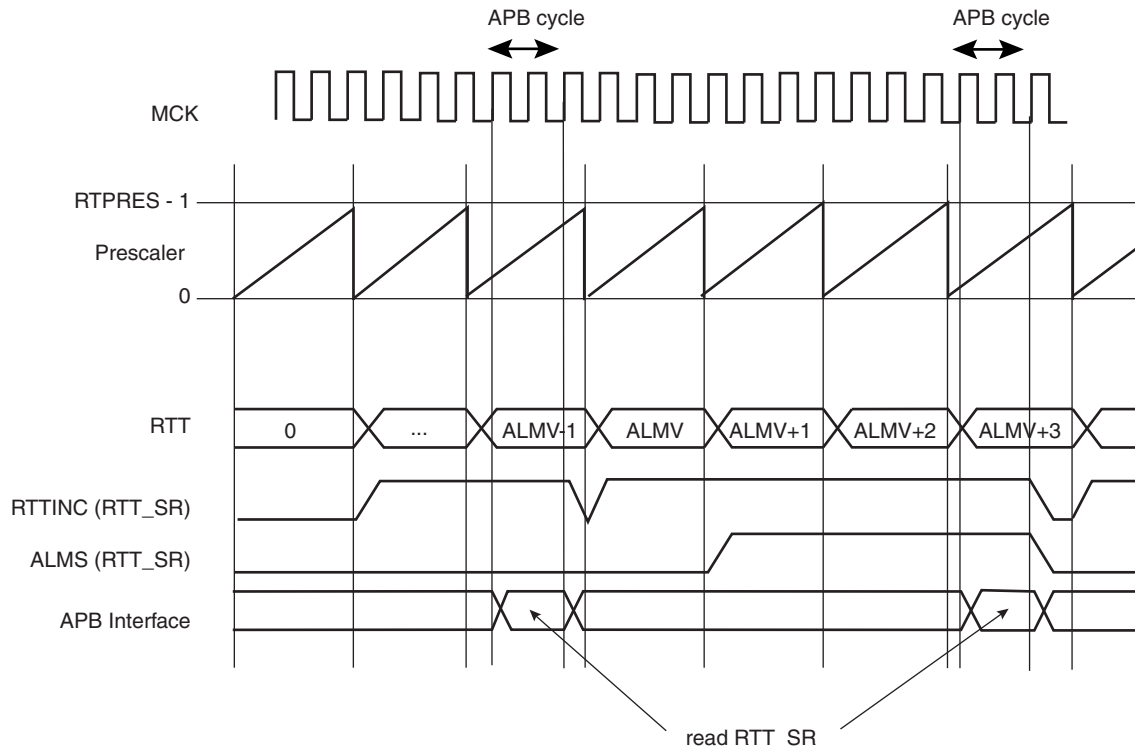 APB cycle APB cycle
MCK
RTPRES - 1
Prescaler
0
RTT 0 ... ALMV-1 ALMV ALMV+1 ALMV+2 ALMV+3
RTTINC (RTT_SR)
ALMS (RTT_SR)
APB Interface
read RTT_SR